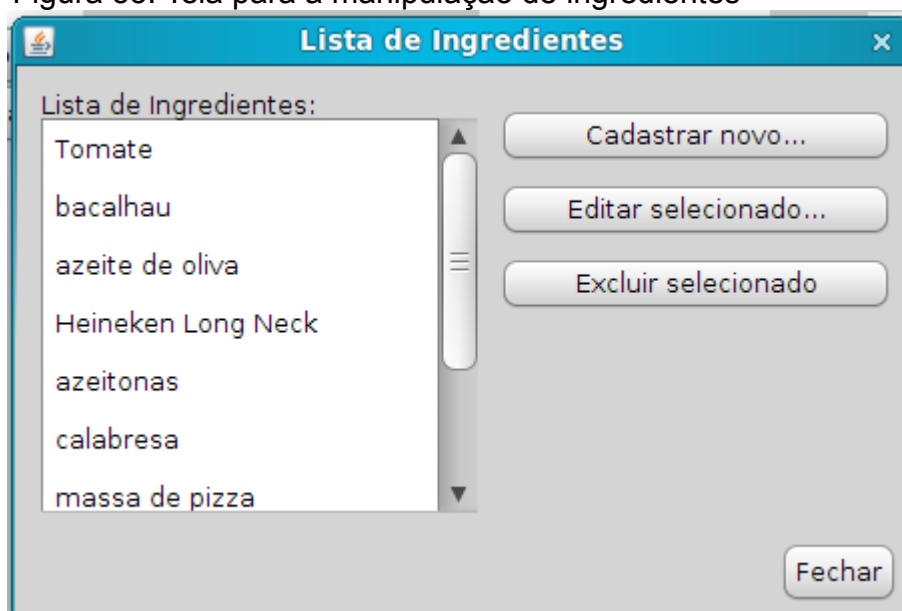 Lista de Ingredientes
Lista de Ingredientes:
Tomate
bacalhau
azeite de oliva
Heineken Long Neck
azeitonas
calabresa
massa de pizza
Cadastrar novo...
Editar selecionado...
Excluir selecionado
Fechar